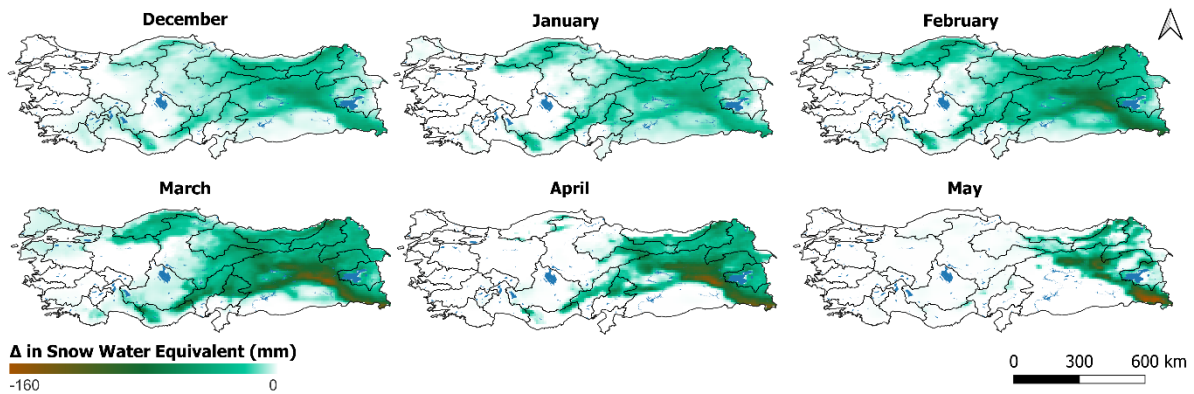 December
January
February
March
April
May
Δ in Snow Water Equivalent (mm)
-160
0
0
300
600 km